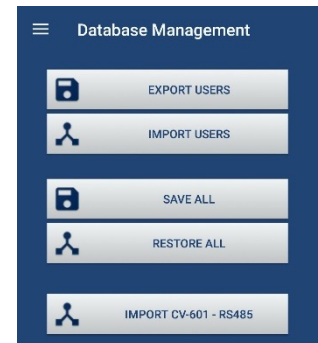 Database Management
EXPORT USERS
IMPORT USERS
SAVE ALL
RESTORE ALL
IMPORT CV-601 - RS485